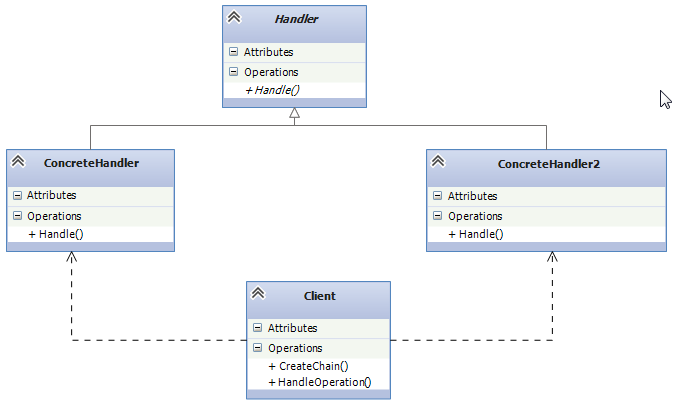 Handler
Attributes
Operations
+ Handle()
ConcreteHandler
Attributes
Operations
+ Handle()
ConcreteHandler2
Attributes
Operations
+ Handle()
Client
Attributes
Operations
+ CreateChain()
+ HandleOperation()